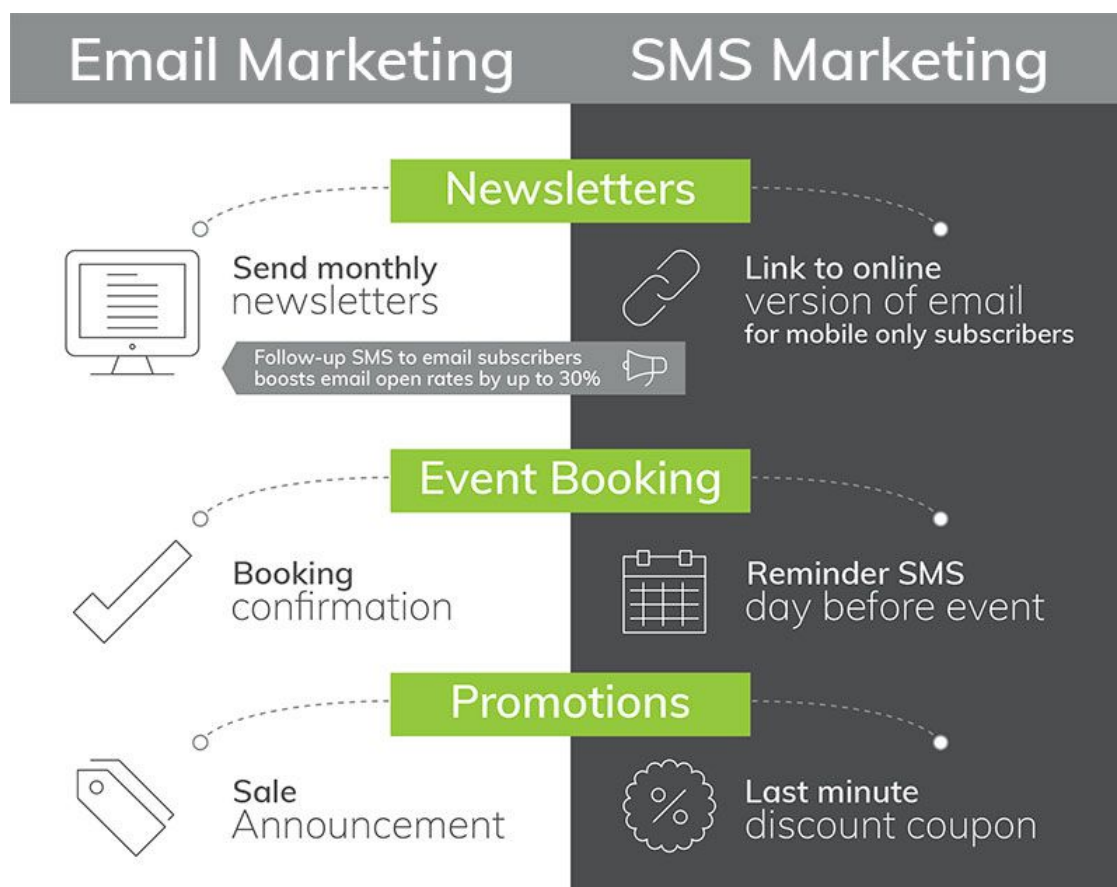 Email Marketing
SMS Marketing
Newsletters
Send monthly
newsletters
Link to online
version of email
for mobile only subscribers
Follow-up SMS to email subscribers
boosts email open rates by up to 30%
Event Booking
Booking
confirmation
Reminder SMS
day before event
Promotions
Sale
Announcement
%
Last minute
discount coupon